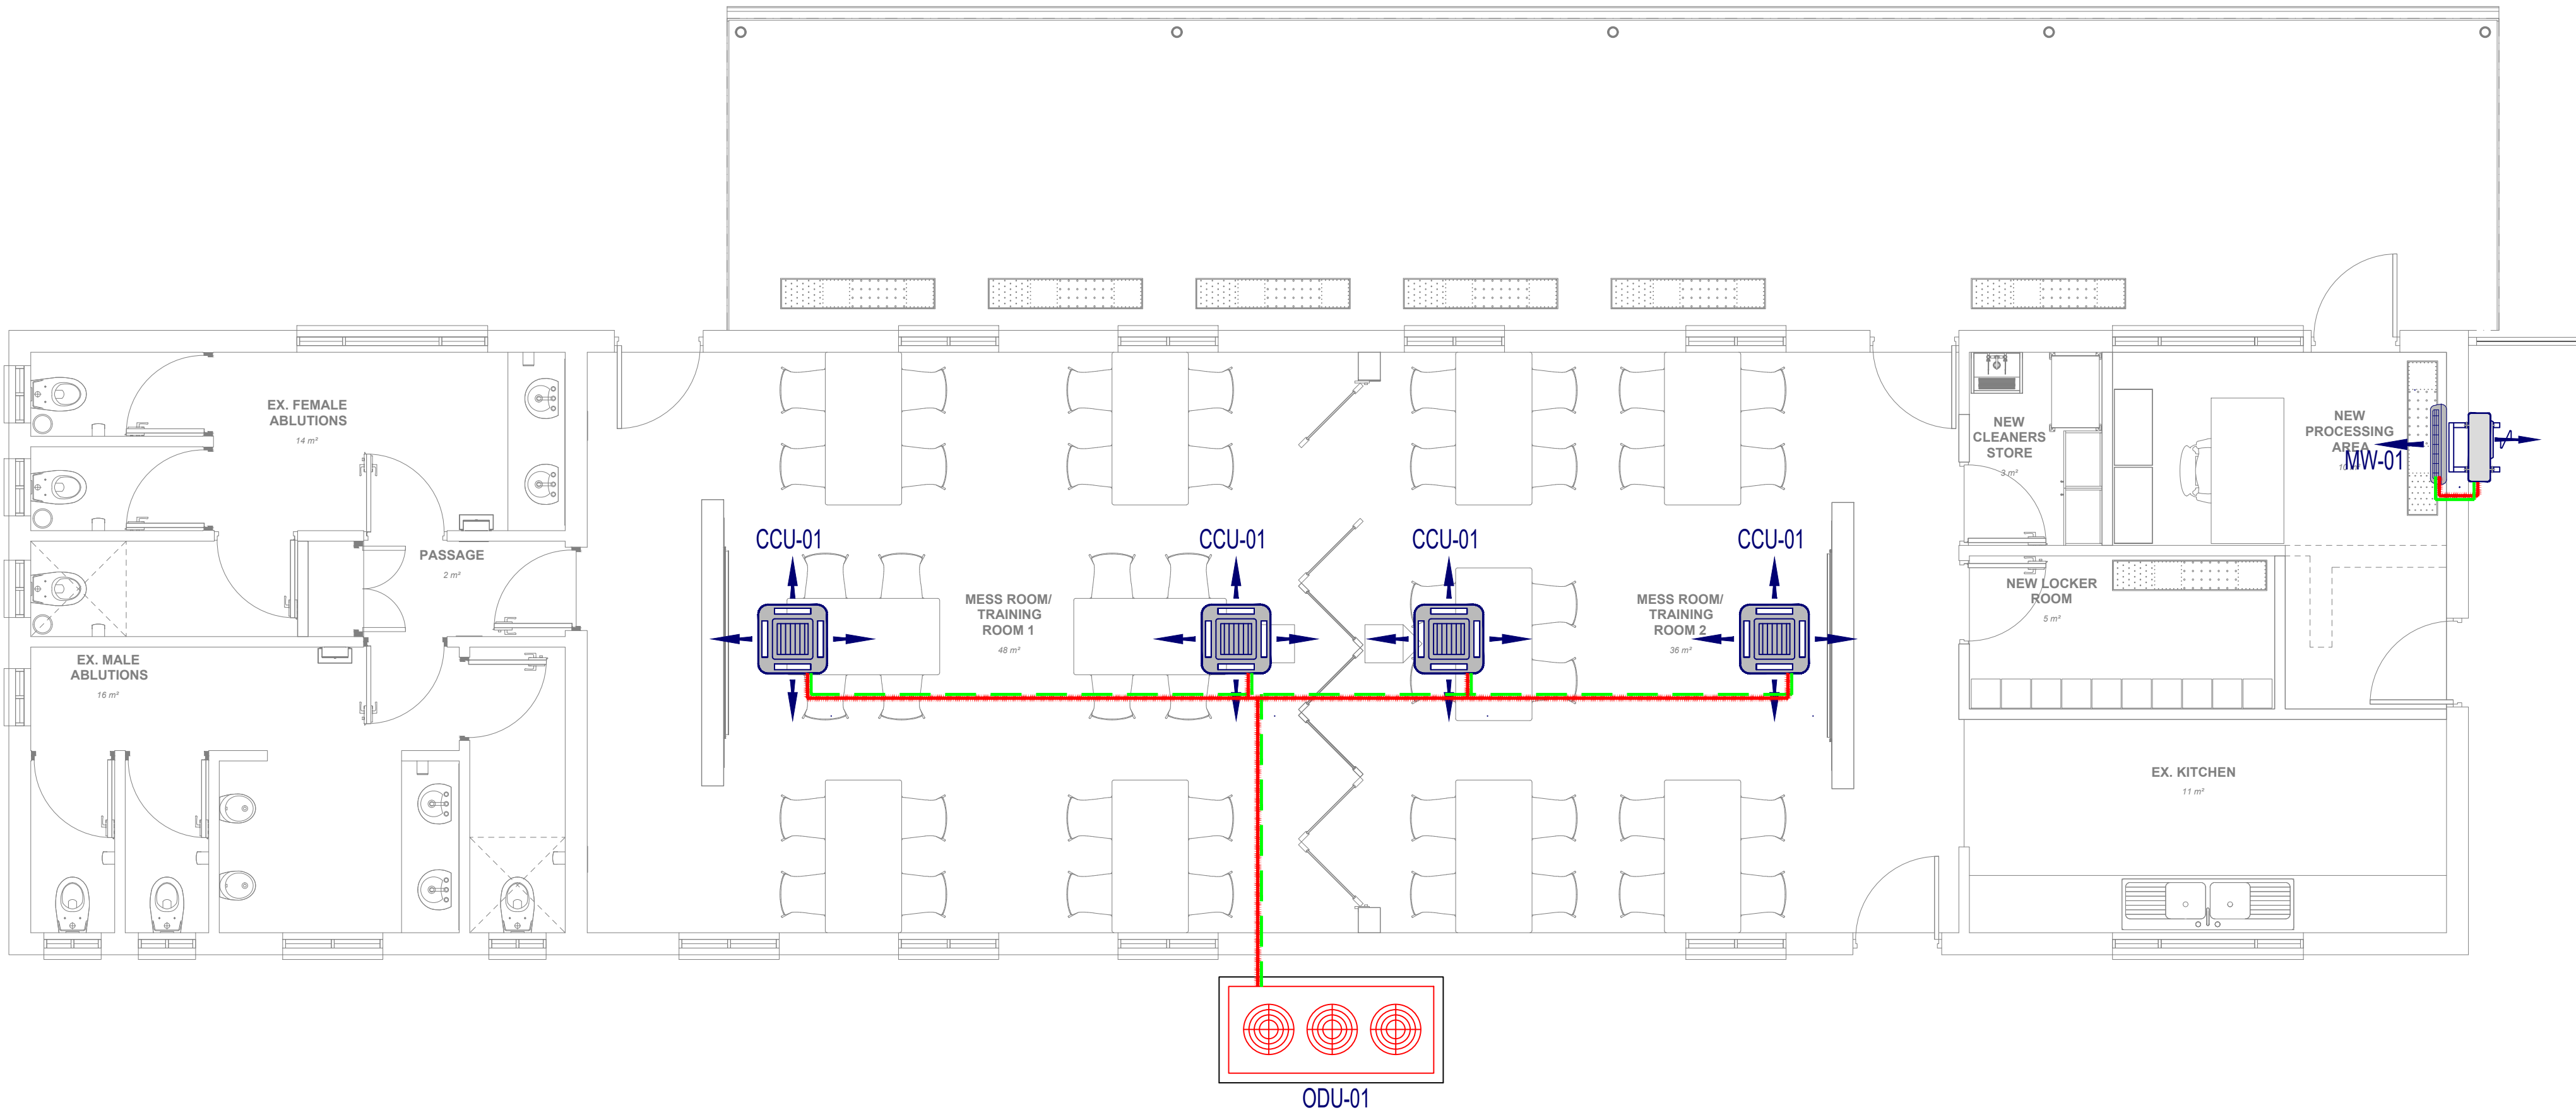 EX. FEMALE
ABLUTIONS
14 m²
PASSAGE
2 m²
EX. MALE
ABLUTIONS
16 m²
CCU-01
CCU-01
CCU-01
CCU-01
MESS ROOM/
TRAINING
ROOM 1
48 m²
MESS ROOM/
TRAINING
ROOM 2
36 m²
NEW
CLEANERS
STORE
3 m²
NEW
PROCESSING
AREA
MW-01
NEW LOCKER
ROOM
5 m²
EX. KITCHEN
11 m²
ODU-01